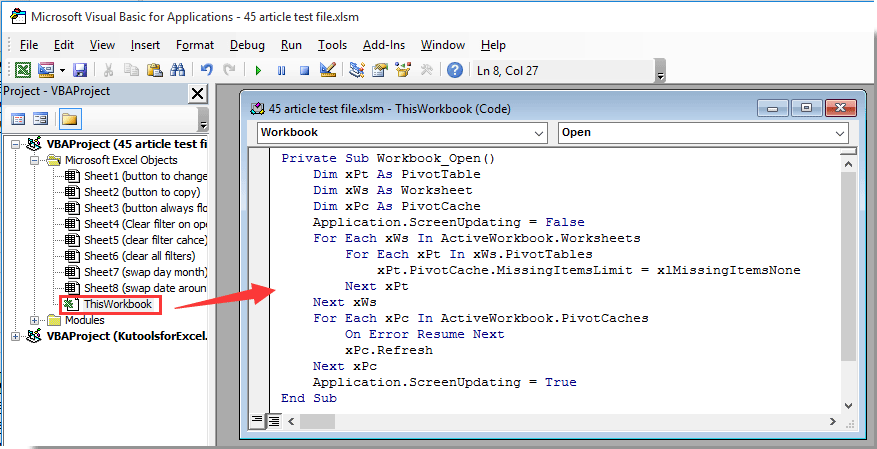 Microsoft Visual Basic for Applications - 45 article test file.xlsm
File Edit View Insert Format Debug Run Tools Add-Ins Window Help
Ln 8, Col 27
Project - VBAProject
VBAProject (45 article test fi
Microsoft Excel Objects
Sheet1 (button to change
Sheet2 (button to copy)
Sheet3 (button always flo
Sheet4 (Clear filter on ope
Sheet5 (clear filter cahce)
Sheet6 (clear all filters)
Sheet7 (swap day month)
Sheet8 (swap date aroun
ThisWorkbook
Modules
VBAProject (KutoolsforExcel.
45 article test file.xlsm - ThisWorkbook (Code)
Workbook Open
Private Sub Workbook_Open()
Dim xPt As PivotTable
Dim xWs As Worksheet
Dim xPc As PivotCache
Application.ScreenUpdating = False
For Each xWs In ActiveWorkbook.Worksheets
For Each xPt In xWs.PivotTables
xPt.PivotCache.MissingItemsLimit = xlMissingItemsNone
Next xPt
Next xWs
For Each xPc In ActiveWorkbook.PivotCaches
On Error Resume Next
xPc.Refresh
Next xPc
Application.ScreenUpdating = True
End Sub